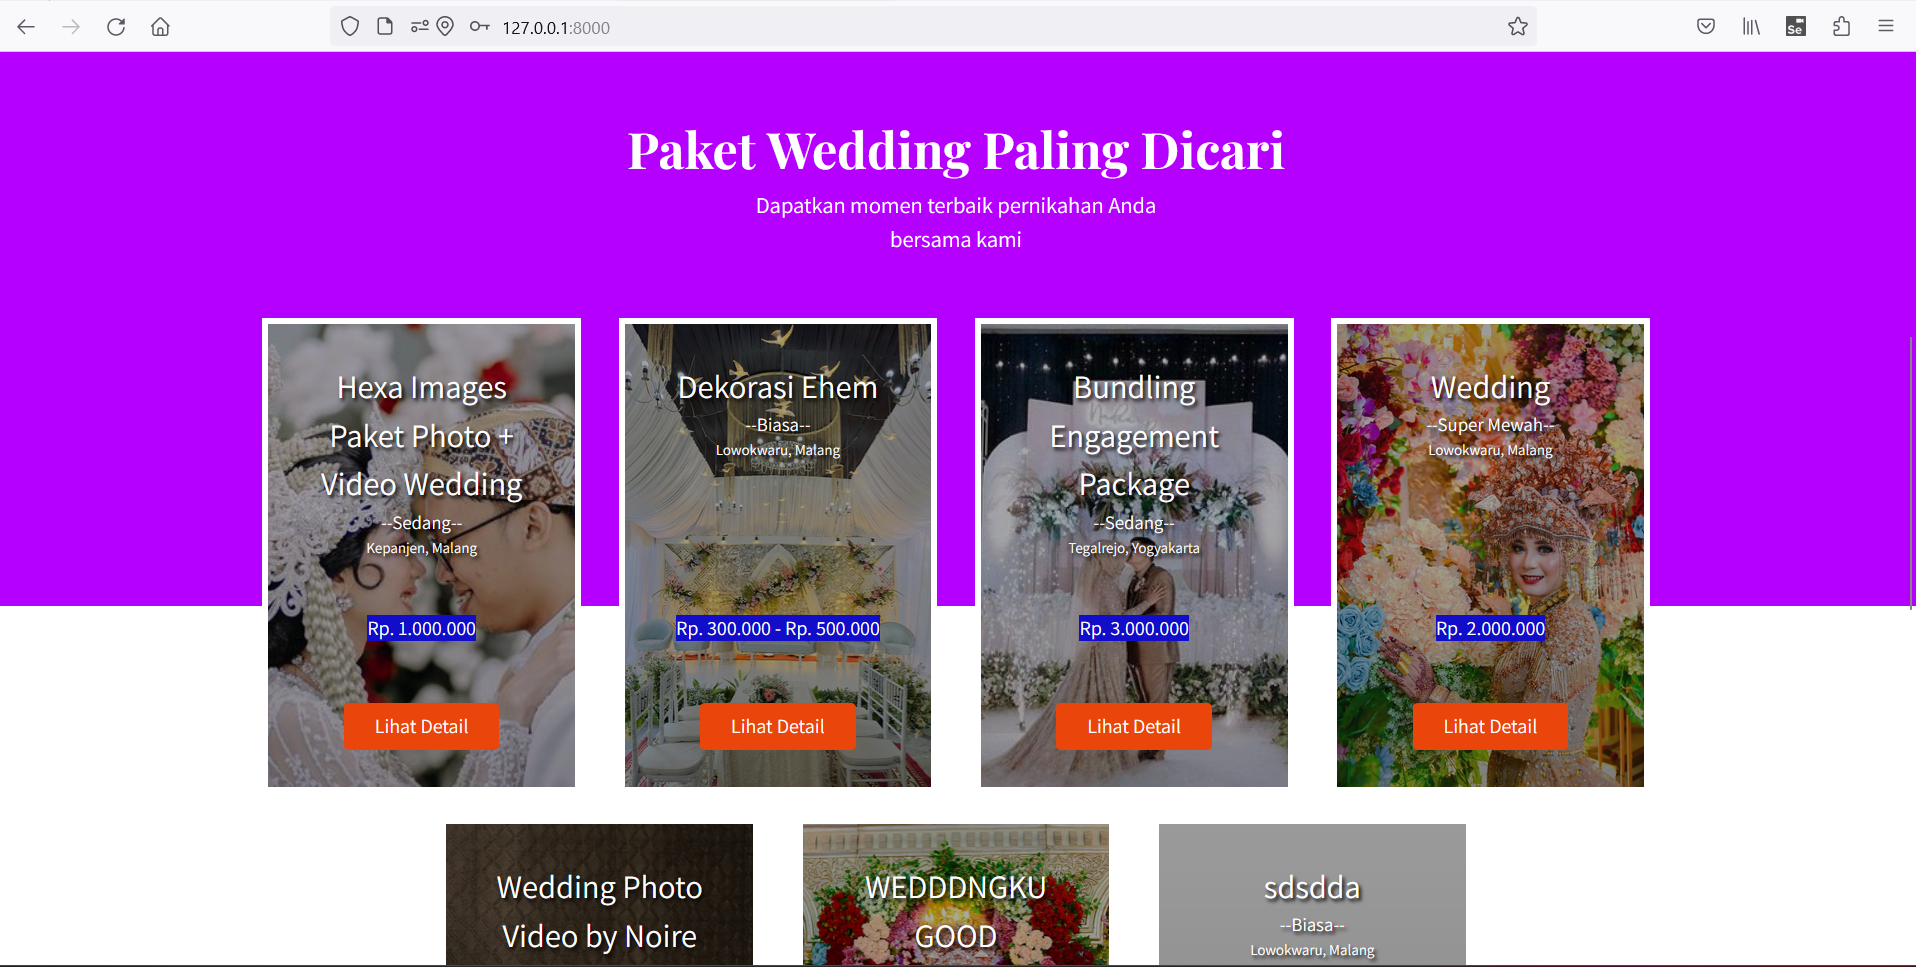 127.0.0.1:8000
Se
Paket Wedding Paling Dicari
Dapatkan momen terbaik pernikahan Anda
bersama kami
Hexa Images
Paket Photo +
Video Wedding
--Sedang--
Kepanjen, Malang
Rp. 1.000.000
Lihat Detail
Dekorasi Ehem
--Biasa--
Lowokwaru, Malang
Rp. 300.000 - Rp. 500.000
Lihat Detail
Bundling
Engagement
Package
--Sedang--
Tegalrejo, Yogyakarta
Rp. 3.000.000
Lihat Detail
Wedding
--Super Mewah--
Lowokwaru, Malang
Rp. 2.000.000
Lihat Detail
Wedding Photo
Video by Noire
WEDDDNGKU
GOOD
sdsdda
--Biasa--
Lowokwaru, Malang